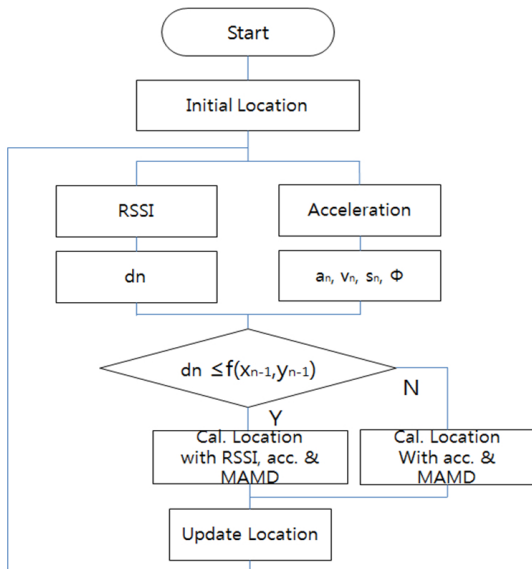 Start
Initial Location
RSSI
Acceleration
dn
aₙ, vₙ, sₙ, Φ
dn ≤f(xₙ₋₁,yₙ₋₁)
N
Y
Cal. Location
with RSSI, acc. &
MAMD
Cal. Location
With acc. &
MAMD
Update Location